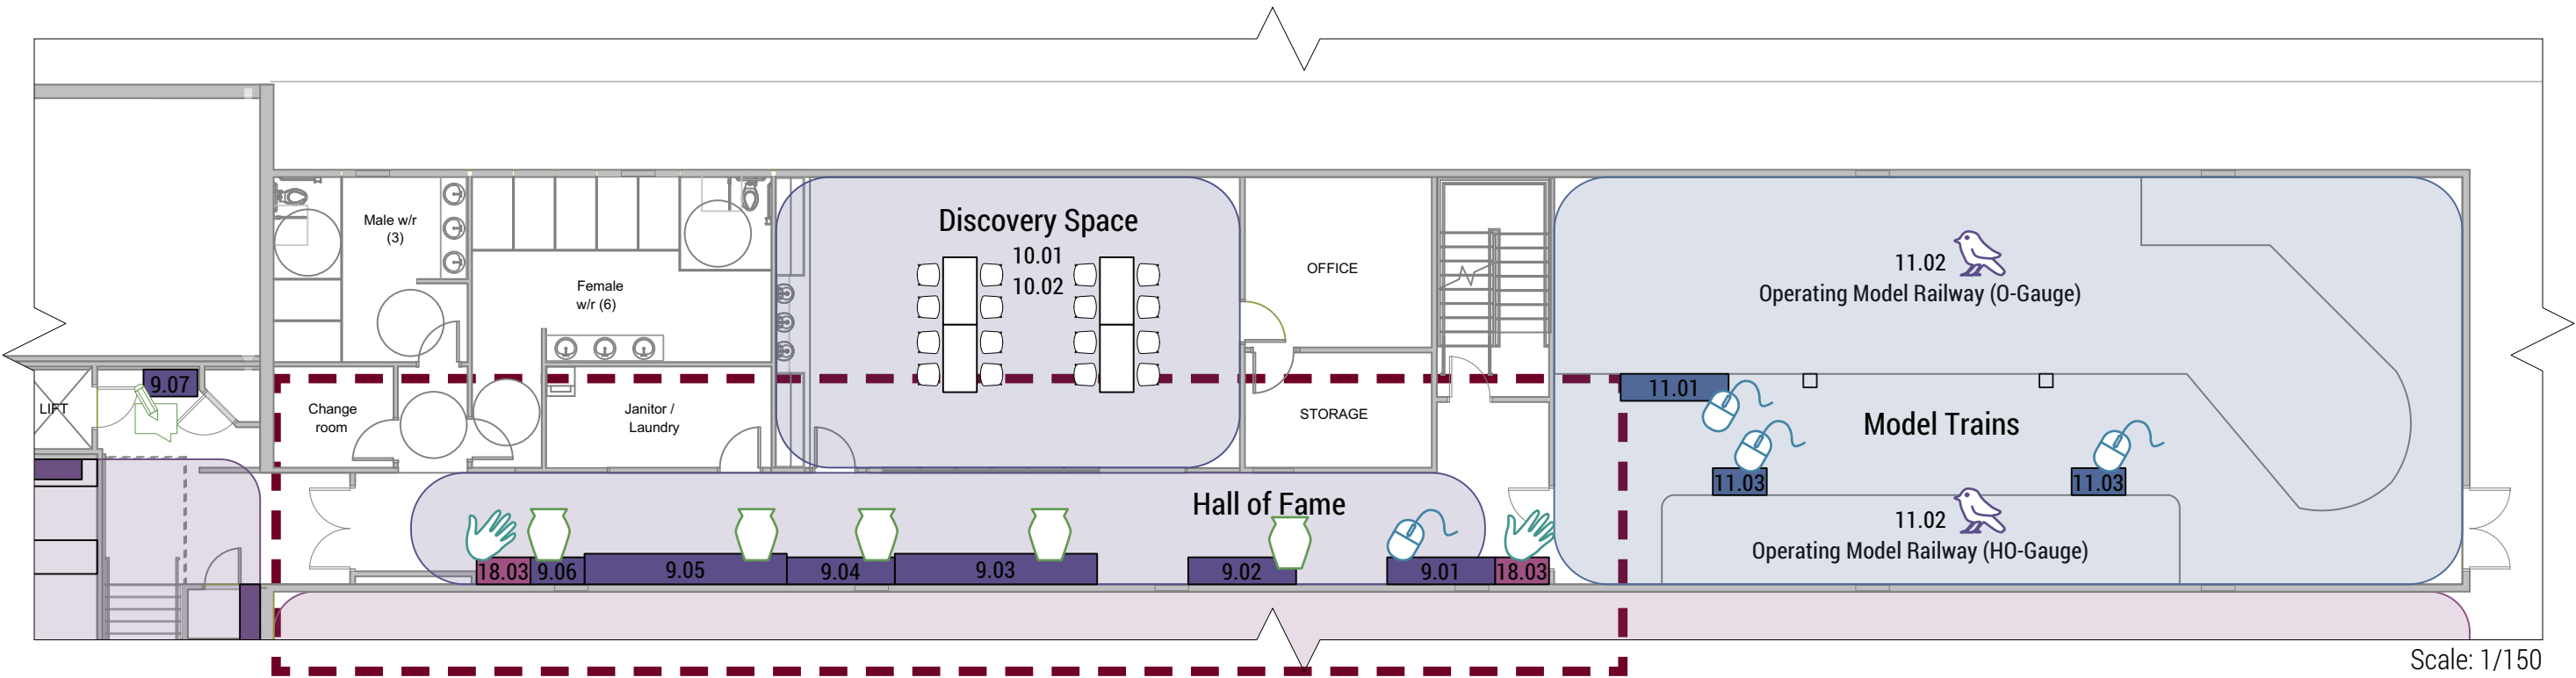 Discovery Space
10.01
10.02
Male w/r
(3)
Female
w/r (6)
OFFICE
11.02
Operating Model Railway (O-Gauge)
LIFT
9.07
Change
room
Janitor /
Laundry
STORAGE
11.01
Model Trains
11.03
11.03
Hall of Fame
11.02
Operating Model Railway (HO-Gauge)
18.03
9.06
9.05
9.04
9.03
9.02
9.01
18.03
Scale: 1/150